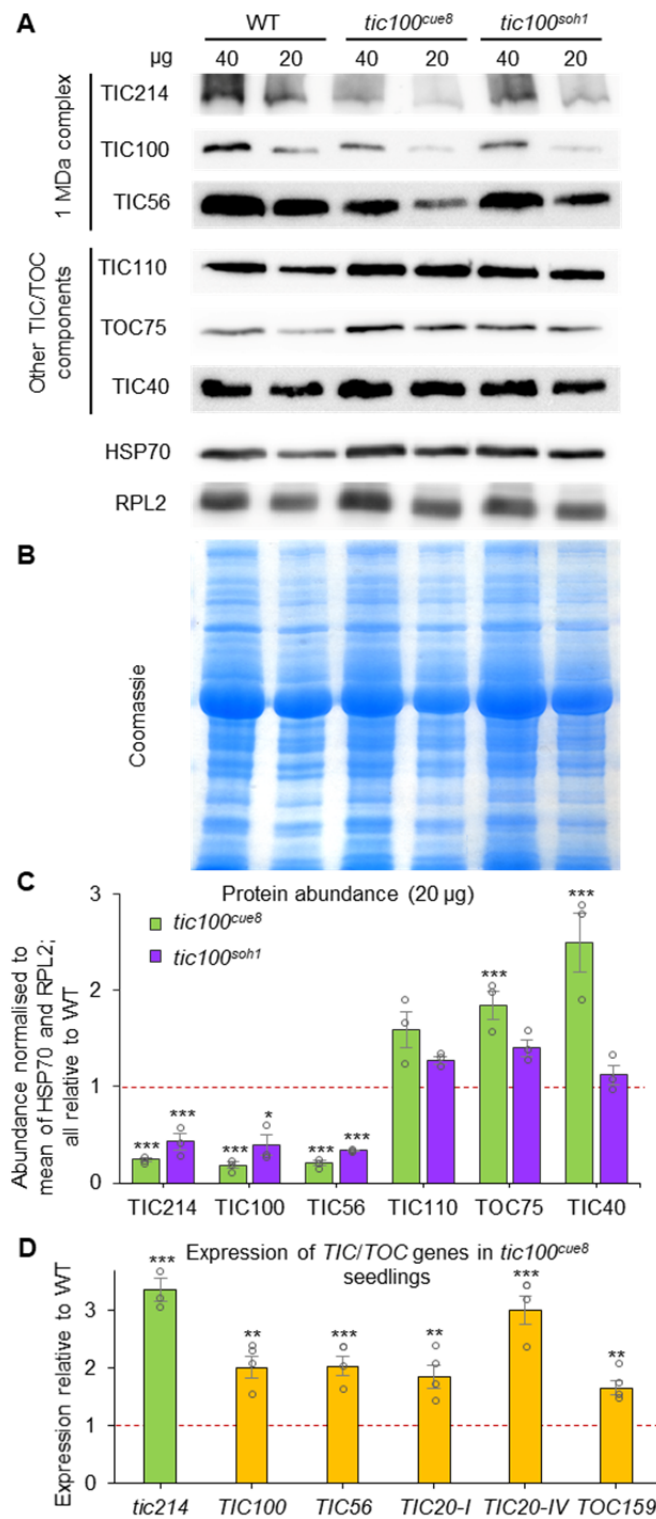 A
WT tic100cue8 tic100soh1
µg 40 20 40 20 40 20
1 MDa complex
TIC214
TIC100
TIC56
Other TIC/TOC
components
TIC110
TOC75
TIC40
HSP70
RPL2
B
Coomassie
C
Protein abundance (20 µg)
tic100cue8
tic100soh1
Abundance normalised to
mean of HSP70 and RPL2;
all relative to WT
3
2
1
0
*** *** *** * *** *** *** ***
TIC214 TIC100 TIC56 TIC110 TOC75 TIC40
D
Expression of TIC/TOC genes in tic100cue8
seedlings
Expression relative to WT
3
2
1
0
*** ** *** ** *** **
tic214 TIC100 TIC56 TIC20-I TIC20-IV TOC159